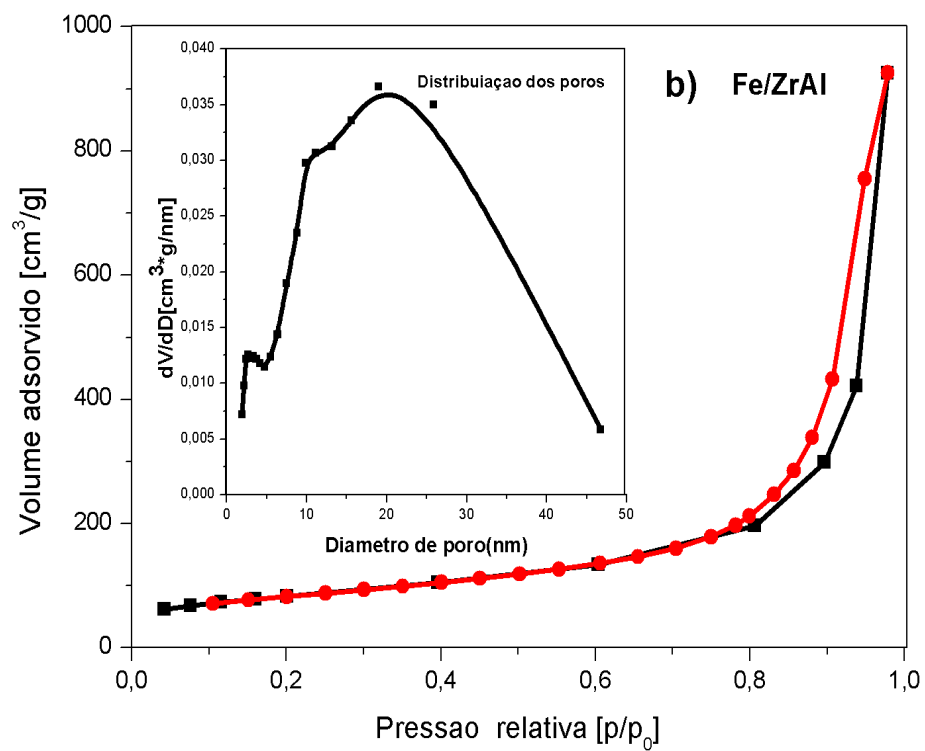 b) Fe/ZrAl
Distribuiaçao dos poros
0,040
0,035
0,030
0,025
0,020
0,015
0,010
0,005
0,000
dV/dD[cm³*g/nm]
0 10 20 30 40 50
Diametro de poro(nm)
1000
800
600
400
200
0
Volume adsorvido [cm³/g]
0,0 0,2 0,4 0,6 0,8 1,0
Pressao relativa [p/p₀]